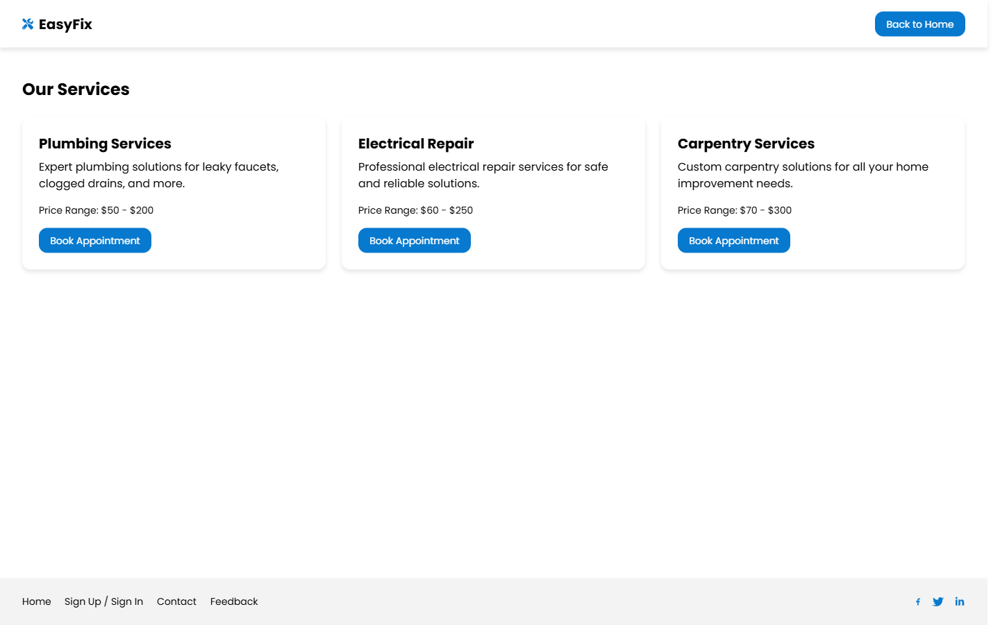 EasyFix
Back to Home
Our Services
Plumbing Services
Expert plumbing solutions for leaky faucets,
clogged drains, and more.
Price Range: $50 - $200
Book Appointment
Electrical Repair
Professional electrical repair services for safe
and reliable solutions.
Price Range: $60 - $250
Book Appointment
Carpentry Services
Custom carpentry solutions for all your home
improvement needs.
Price Range: $70 - $300
Book Appointment
Home
Sign Up / Sign In
Contact
Feedback